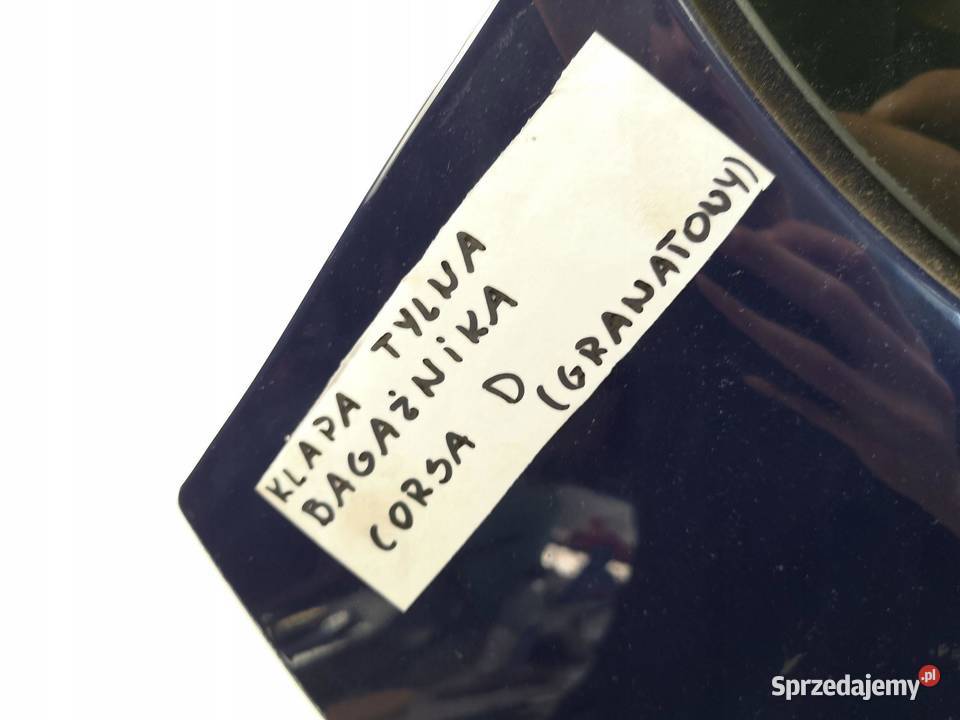 KLAPA TYLNA
BAGAŻNIKA
CORSA D (GRANATOWY)
Sprzedajemy.pl